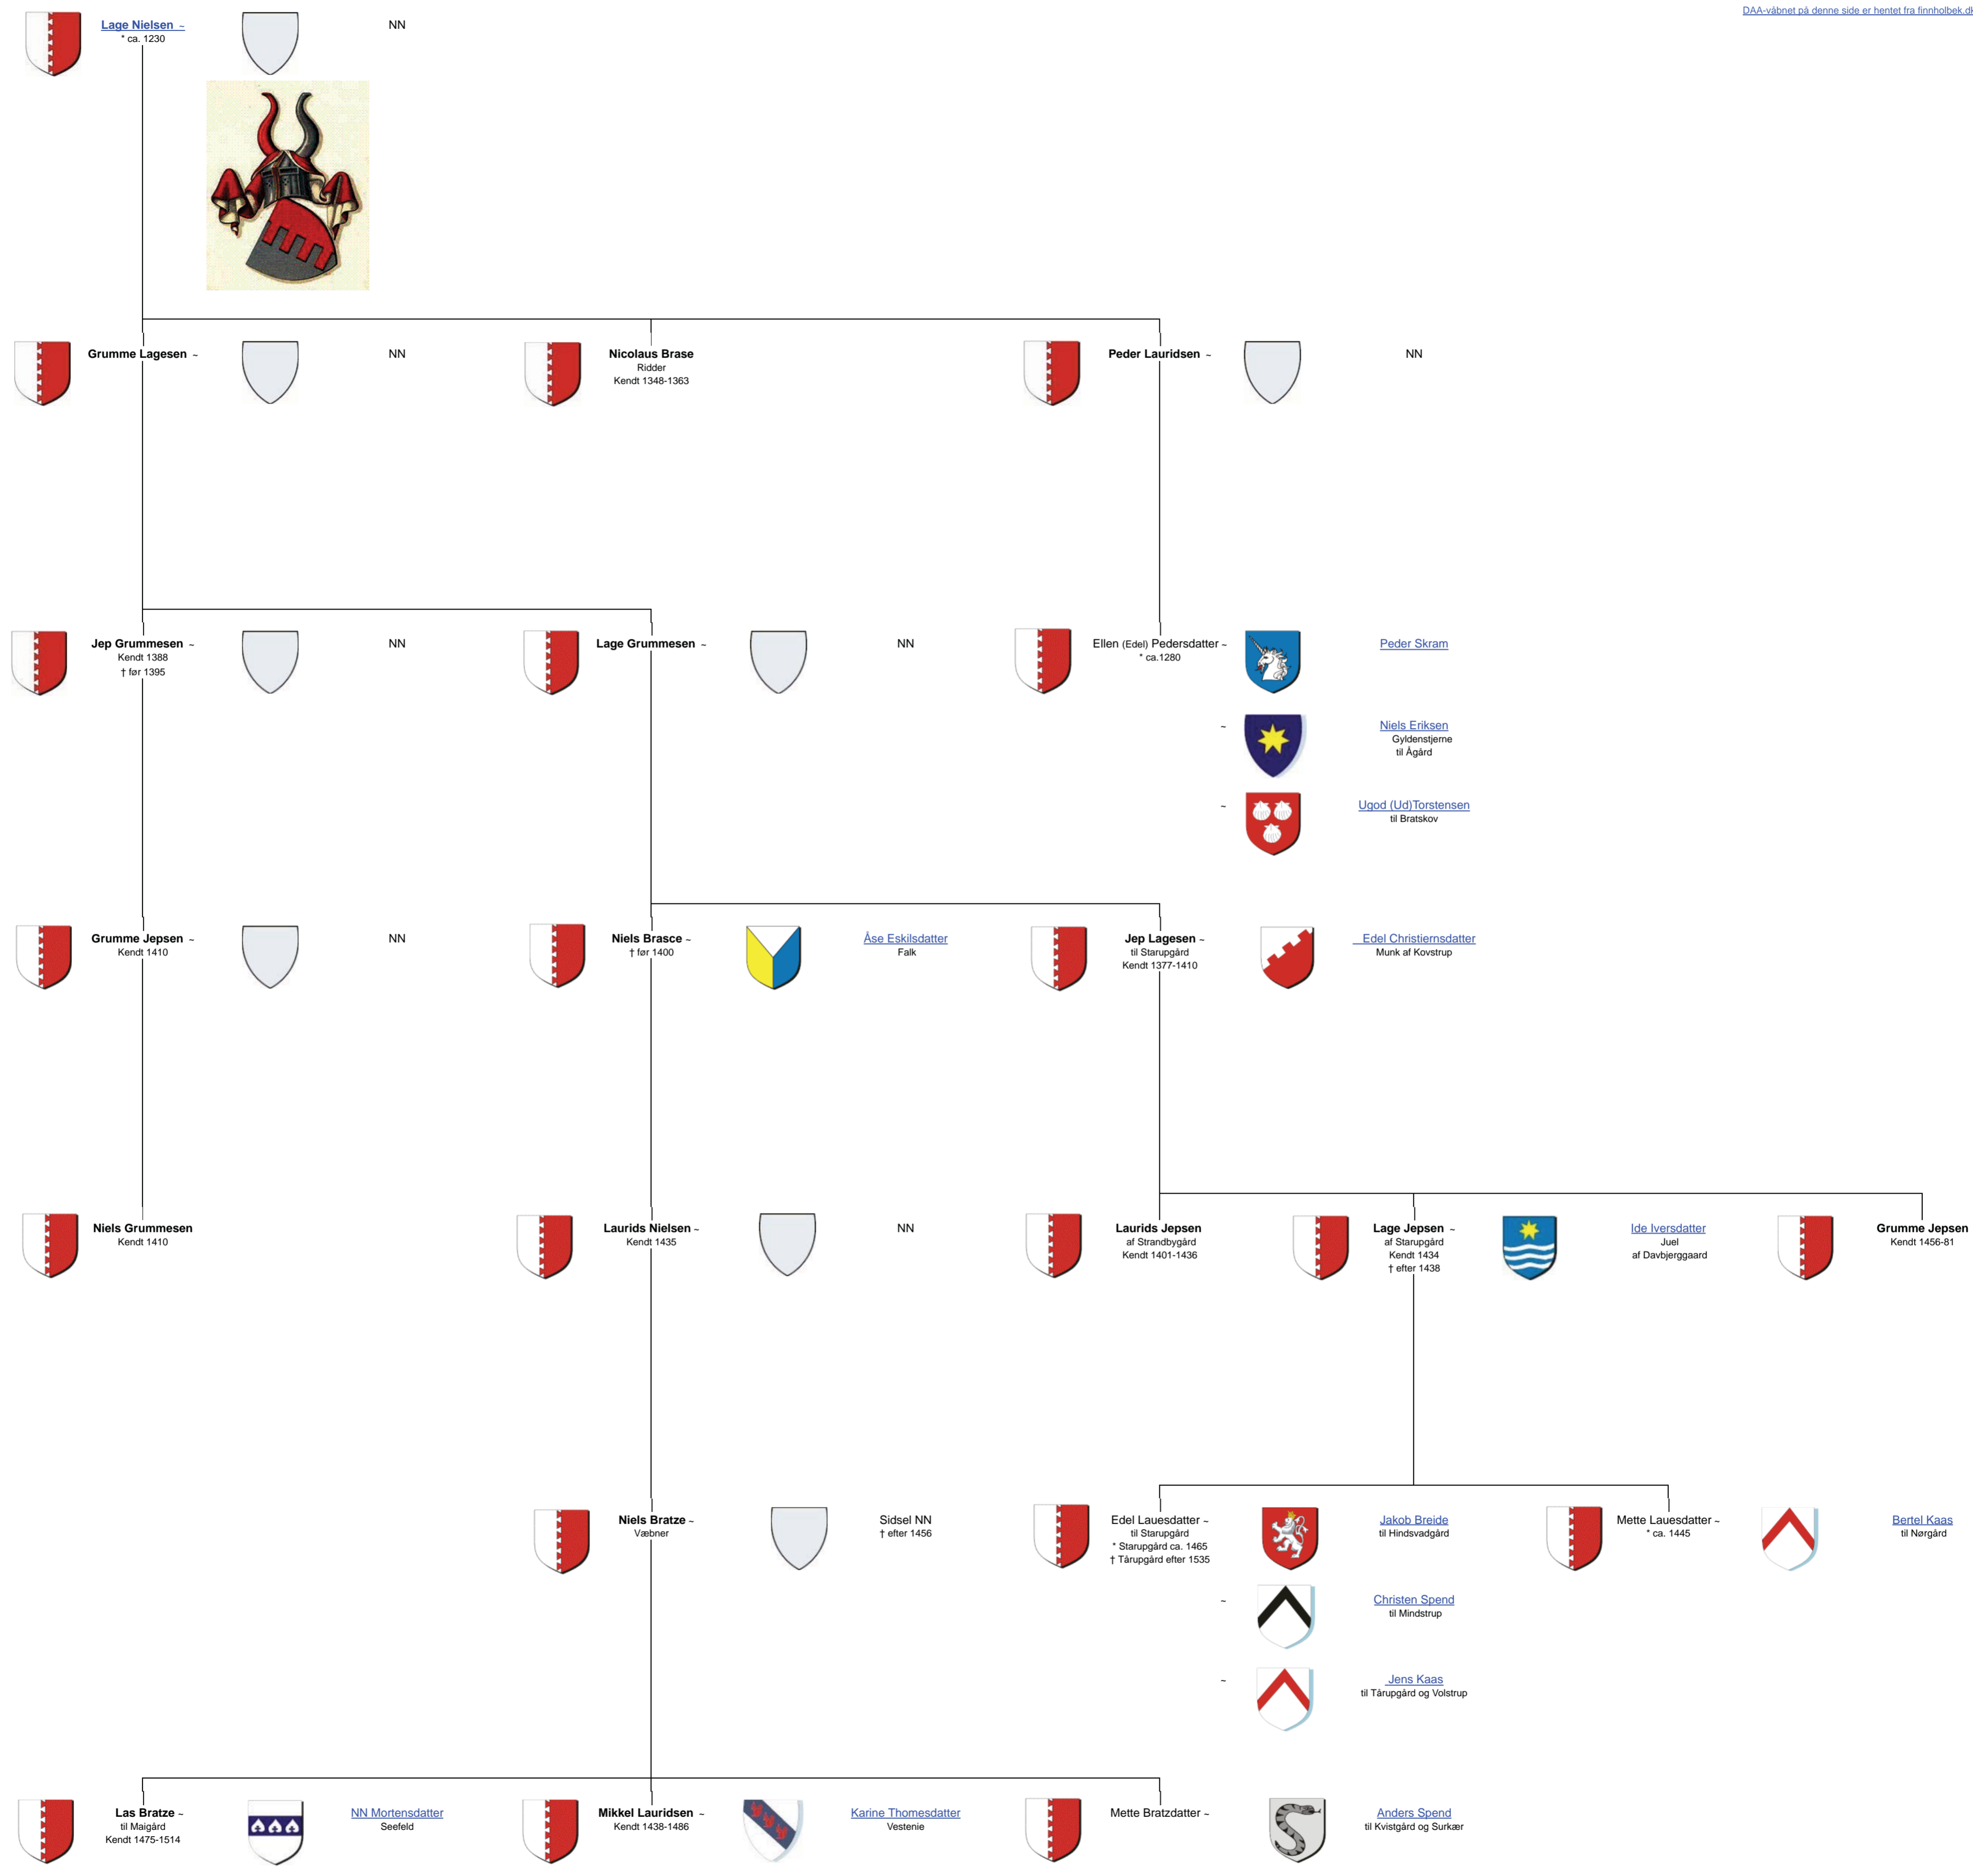 DAA-våbnet på denne side er hentet fra finnholbek.dk
Lage Nielsen ~
* ca. 1230
NN
Grumme Lagesen ~
NN
Nicolaus Brase
Ridder
Kendt 1348-1363
Peder Lauridsen ~
NN
Jep Grummesen ~
Kendt 1388
† før 1395
NN
Lage Grummesen ~
NN
Ellen (Edel) Pedersdatter ~
* ca.1280
Peder Skram
~
Niels Eriksen
Gyldenstjerne
til Ågård
~
Ugod (Ud)Torstensen
til Bratskov
Grumme Jepsen ~
Kendt 1410
NN
Niels Brasce ~
† før 1400
Åse Eskilsdatter
Falk
Jep Lagesen ~
til Starupgård
Kendt 1377-1410
Edel Christiernsdatter
Munk af Kovstrup
Niels Grummesen
Kendt 1410
Laurids Nielsen ~
Kendt 1435
NN
Laurids Jepsen
af Strandbygård
Kendt 1401-1436
Lage Jepsen ~
af Starupgård
Kendt 1434
† efter 1438
Ide Iversdatter
Juel
af Davbjerggaard
Grumme Jepsen
Kendt 1456-81
Niels Bratze ~
Væbner
Sidsel NN
† efter 1456
Edel Lauesdatter ~
til Starupgård
* Starupgård ca. 1465
† Tårupgård efter 1535
Jakob Breide
til Hindsvadgård
Mette Lauesdatter ~
* ca. 1445
Bertel Kaas
til Nørgård
~
Christen Spend
til Mindstrup
~
Jens Kaas
til Tårupgård og Volstrup
Las Bratze ~
til Maigård
Kendt 1475-1514
NN Mortensdatter
Seefeld
Mikkel Lauridsen ~
Kendt 1438-1486
Karine Thomesdatter
Vestenie
Mette Bratzdatter ~
Anders Spend
til Kvistgård og Surkær